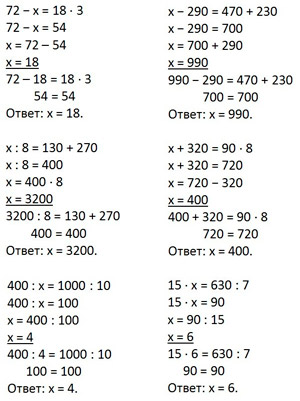 72 – x = 18 · 3
72 – x = 54
x = 72 – 54
x = 18
72 – 18 = 18 · 3
54 = 54
Ответ: x = 18.
x – 290 = 470 + 230
x – 290 = 700
x = 700 + 290
x = 990
990 – 290 = 470 + 230
700 = 700
Ответ: x = 990.
x : 8 = 130 + 270
x : 8 = 400
x = 400 · 8
x = 3200
3200 : 8 = 130 + 270
400 = 400
Ответ: x = 3200.
x + 320 = 90 · 8
x + 320 = 720
x = 720 – 320
x = 400
400 + 320 = 90 · 8
720 = 720
Ответ: x = 400.
400 : x = 1000 : 10
400 : x = 100
x = 400 : 100
x = 4
400 : 4 = 1000 : 10
100 = 100
Ответ: x = 4.
15 · x = 630 : 7
15 · x = 90
x = 90 : 15
x = 6
15 · 6 = 630 : 7
90 = 90
Ответ: x = 6.